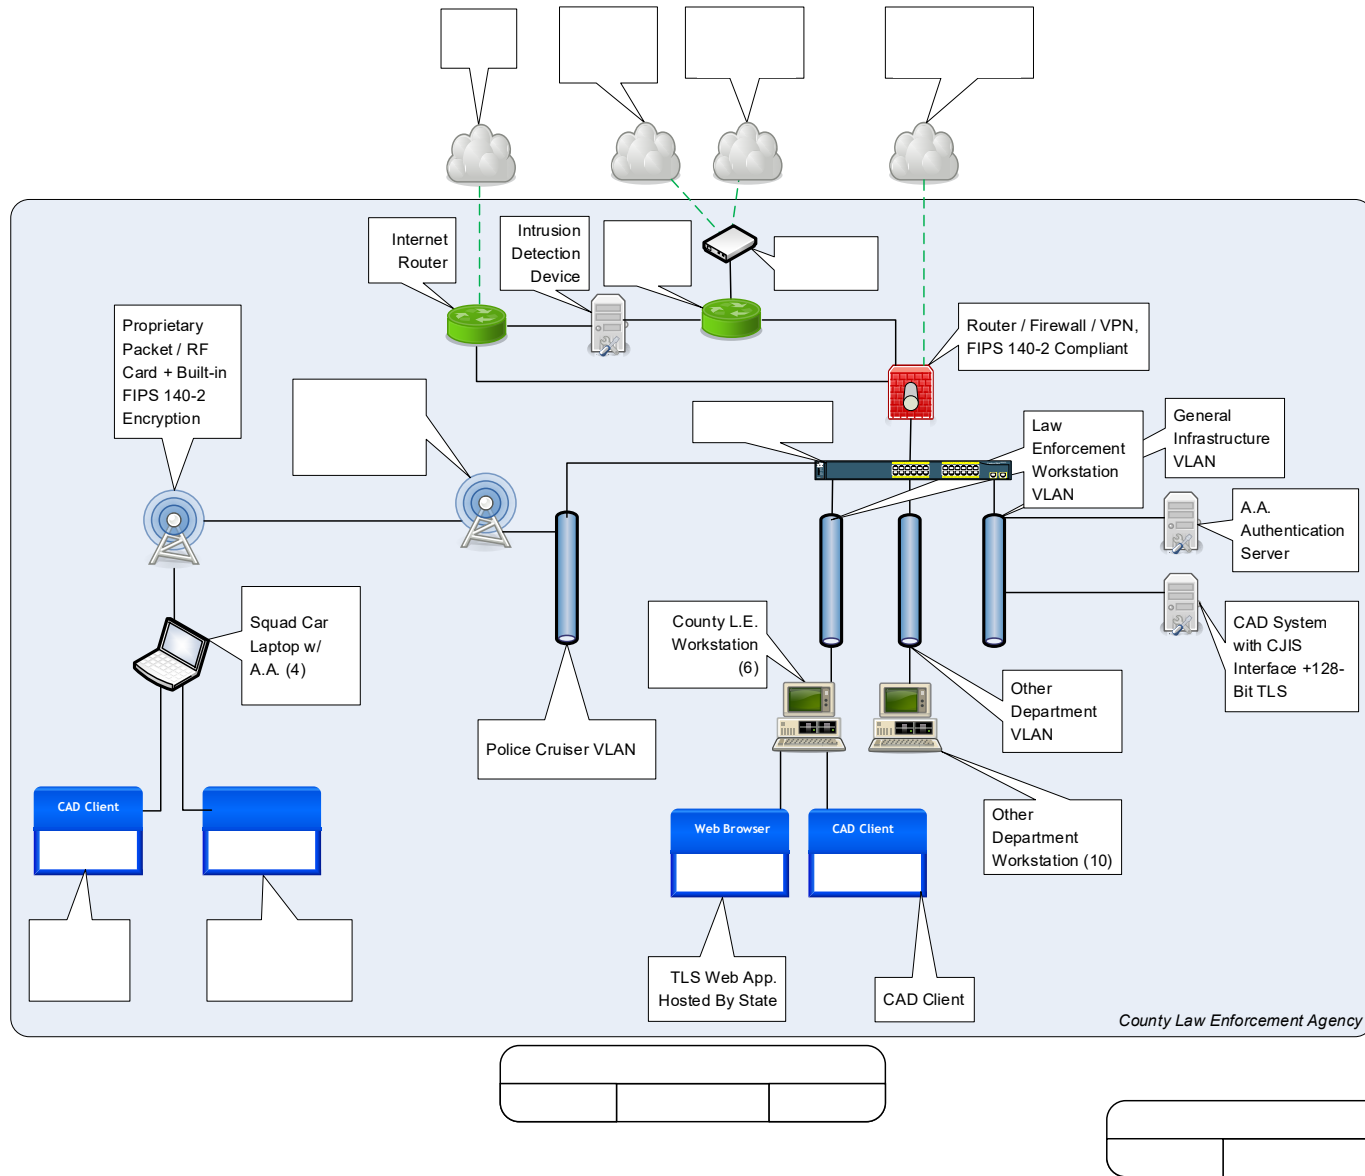 Internet
Router
Intrusion
Detection
Device
Proprietary
Packet / RF
Card + Built-in
FIPS 140-2
Encryption
Router / Firewall / VPN,
FIPS 140-2 Compliant
Law
Enforcement
Workstation
VLAN
General
Infrastructure
VLAN
A.A.
Authentication
Server
Squad Car
Laptop w/
A.A. (4)
County L.E.
Workstation
(6)
CAD System
with CJIS
Interface +128-
Bit TLS
Other
Department
VLAN
Police Cruiser VLAN
CAD Client
Web Browser
CAD Client
Other
Department
Workstation (10)
TLS Web App.
Hosted By State
CAD Client
County Law Enforcement Agency